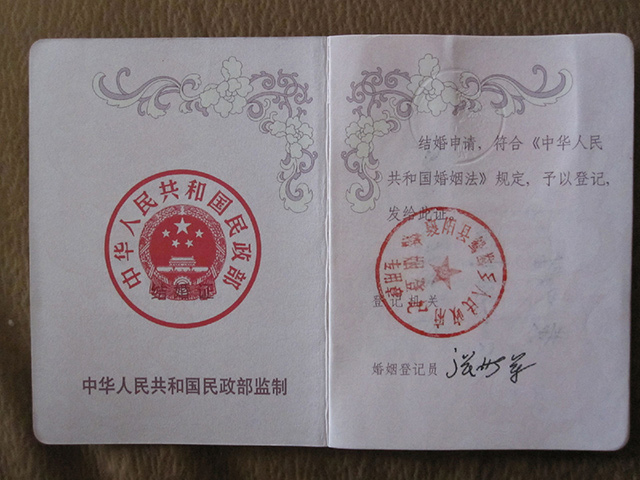 中华人民共和国民政部
结婚证
中华人民共和国民政部监制
结婚申请，符合《中华人民
共和国婚姻法》规定，予以登记，
发给此证。
登记机关
婚姻登记员